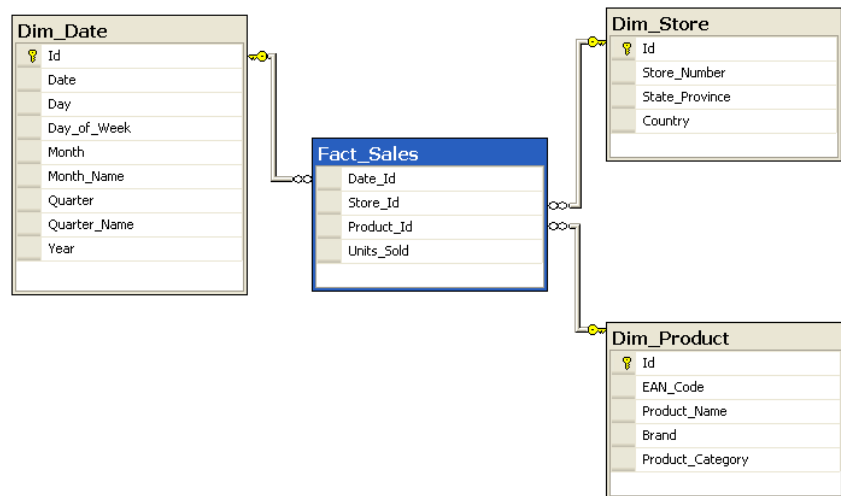 Dim_Date
Id
Date
Day
Day_of_Week
Month
Month_Name
Quarter
Quarter_Name
Year
Fact_Sales
Date_Id
Store_Id
Product_Id
Units_Sold
Dim_Store
Id
Store_Number
State_Province
Country
Dim_Product
Id
EAN_Code
Product_Name
Brand
Product_Category